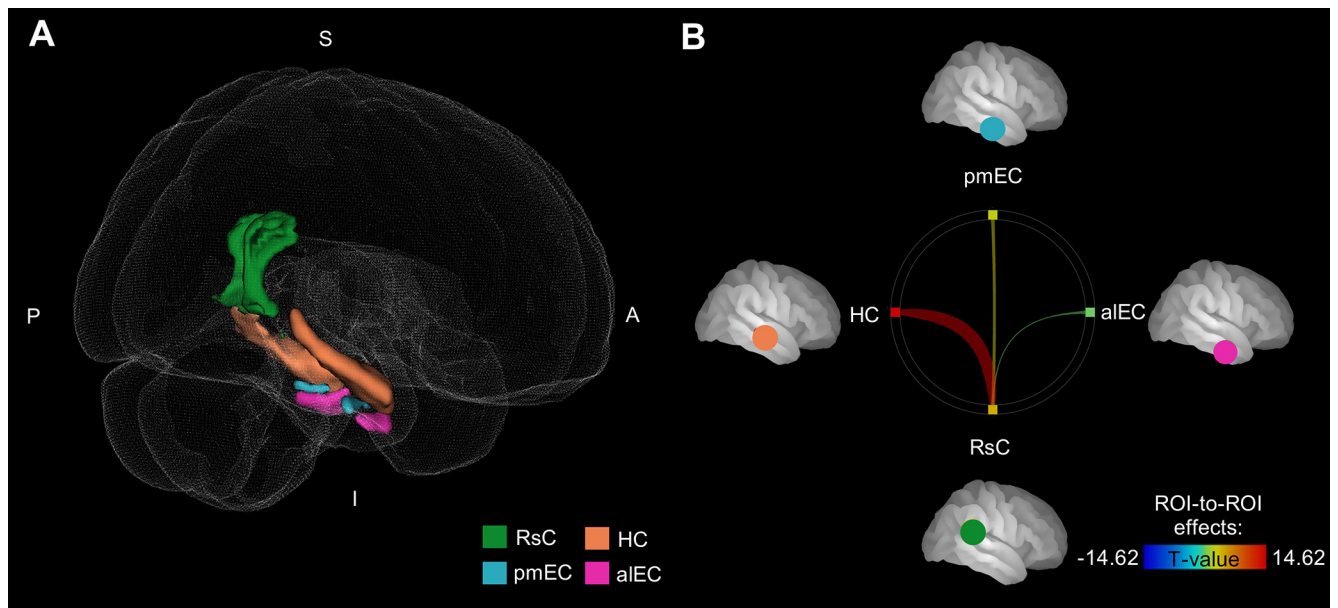 A
B
S
pmEC
P
A
HC
alEC
RsC
I
RsC
HC
pmEC
alEC
ROI-to-ROI
effects:
-14.62
T-value
14.62